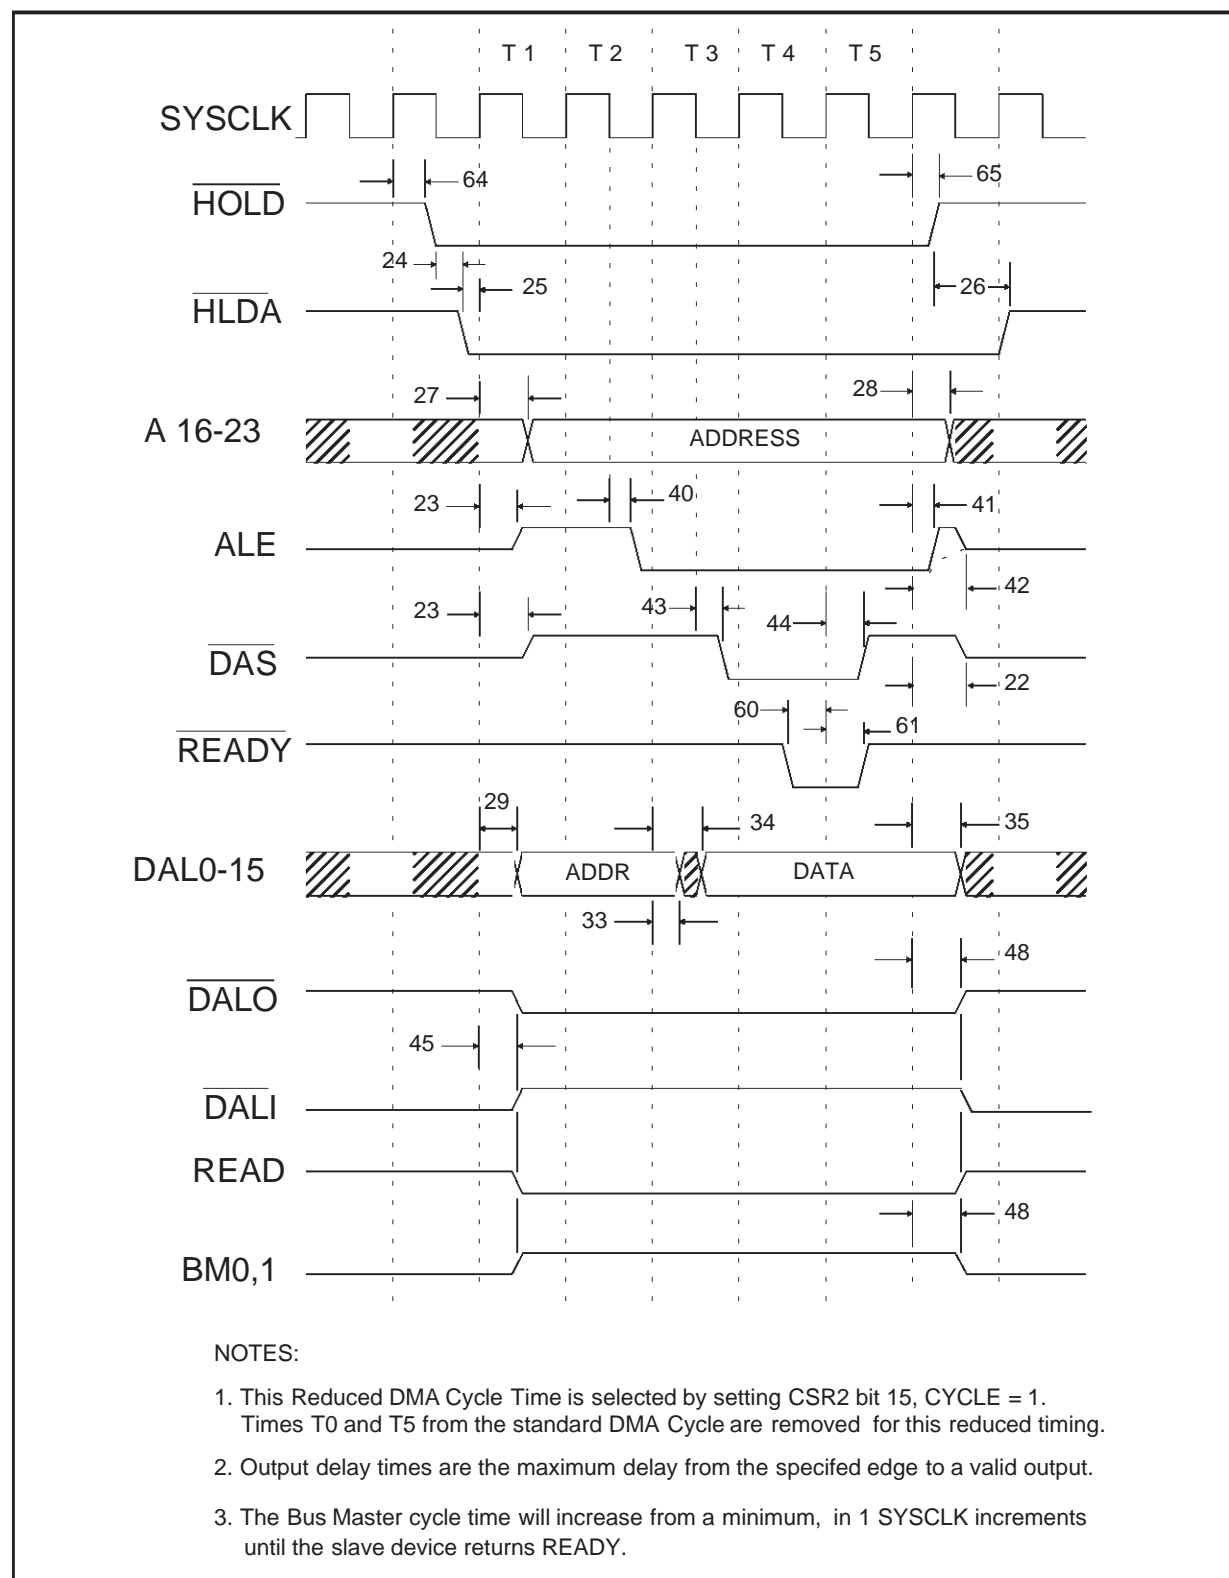 T 1 T 2 T 3 T 4 T 5
SYSCLK
64 65
HOLD
24
25 26
HLDA
27 28
A 16-23 ADDRESS
23 40 41
ALE
42
23 43 44
DAS
22
60 61
READY
29 34 35
DAL0-15 ADDR DATA
33
48
DALO
45
DALI
READ
48
BM0,1
NOTES:
1. This Reduced DMA Cycle Time is selected by setting CSR2 bit 15, CYCLE = 1.
Times T0 and T5 from the standard DMA Cycle are removed for this reduced timing.
2. Output delay times are the maximum delay from the specifed edge to a valid output.
3. The Bus Master cycle time will increase from a minimum, in 1 SYSCLK increments
until the slave device returns READY.